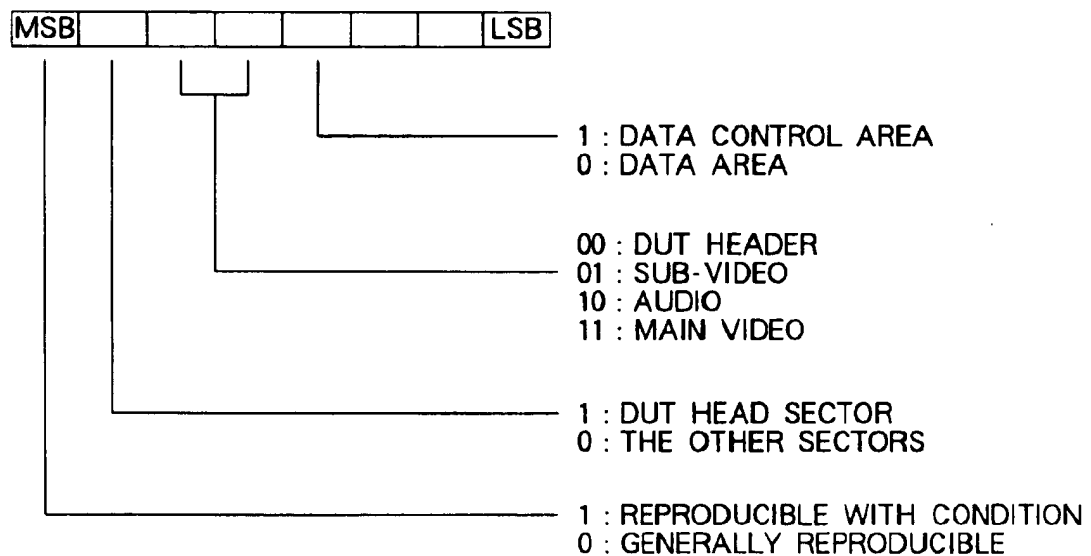 MSB LSB
1 : DATA CONTROL AREA
0 : DATA AREA
00 : DUT HEADER
01 : SUB-VIDEO
10 : AUDIO
11 : MAIN VIDEO
1 : DUT HEAD SECTOR
0 : THE OTHER SECTORS
1 : REPRODUCIBLE WITH CONDITION
0 : GENERALLY REPRODUCIBLE